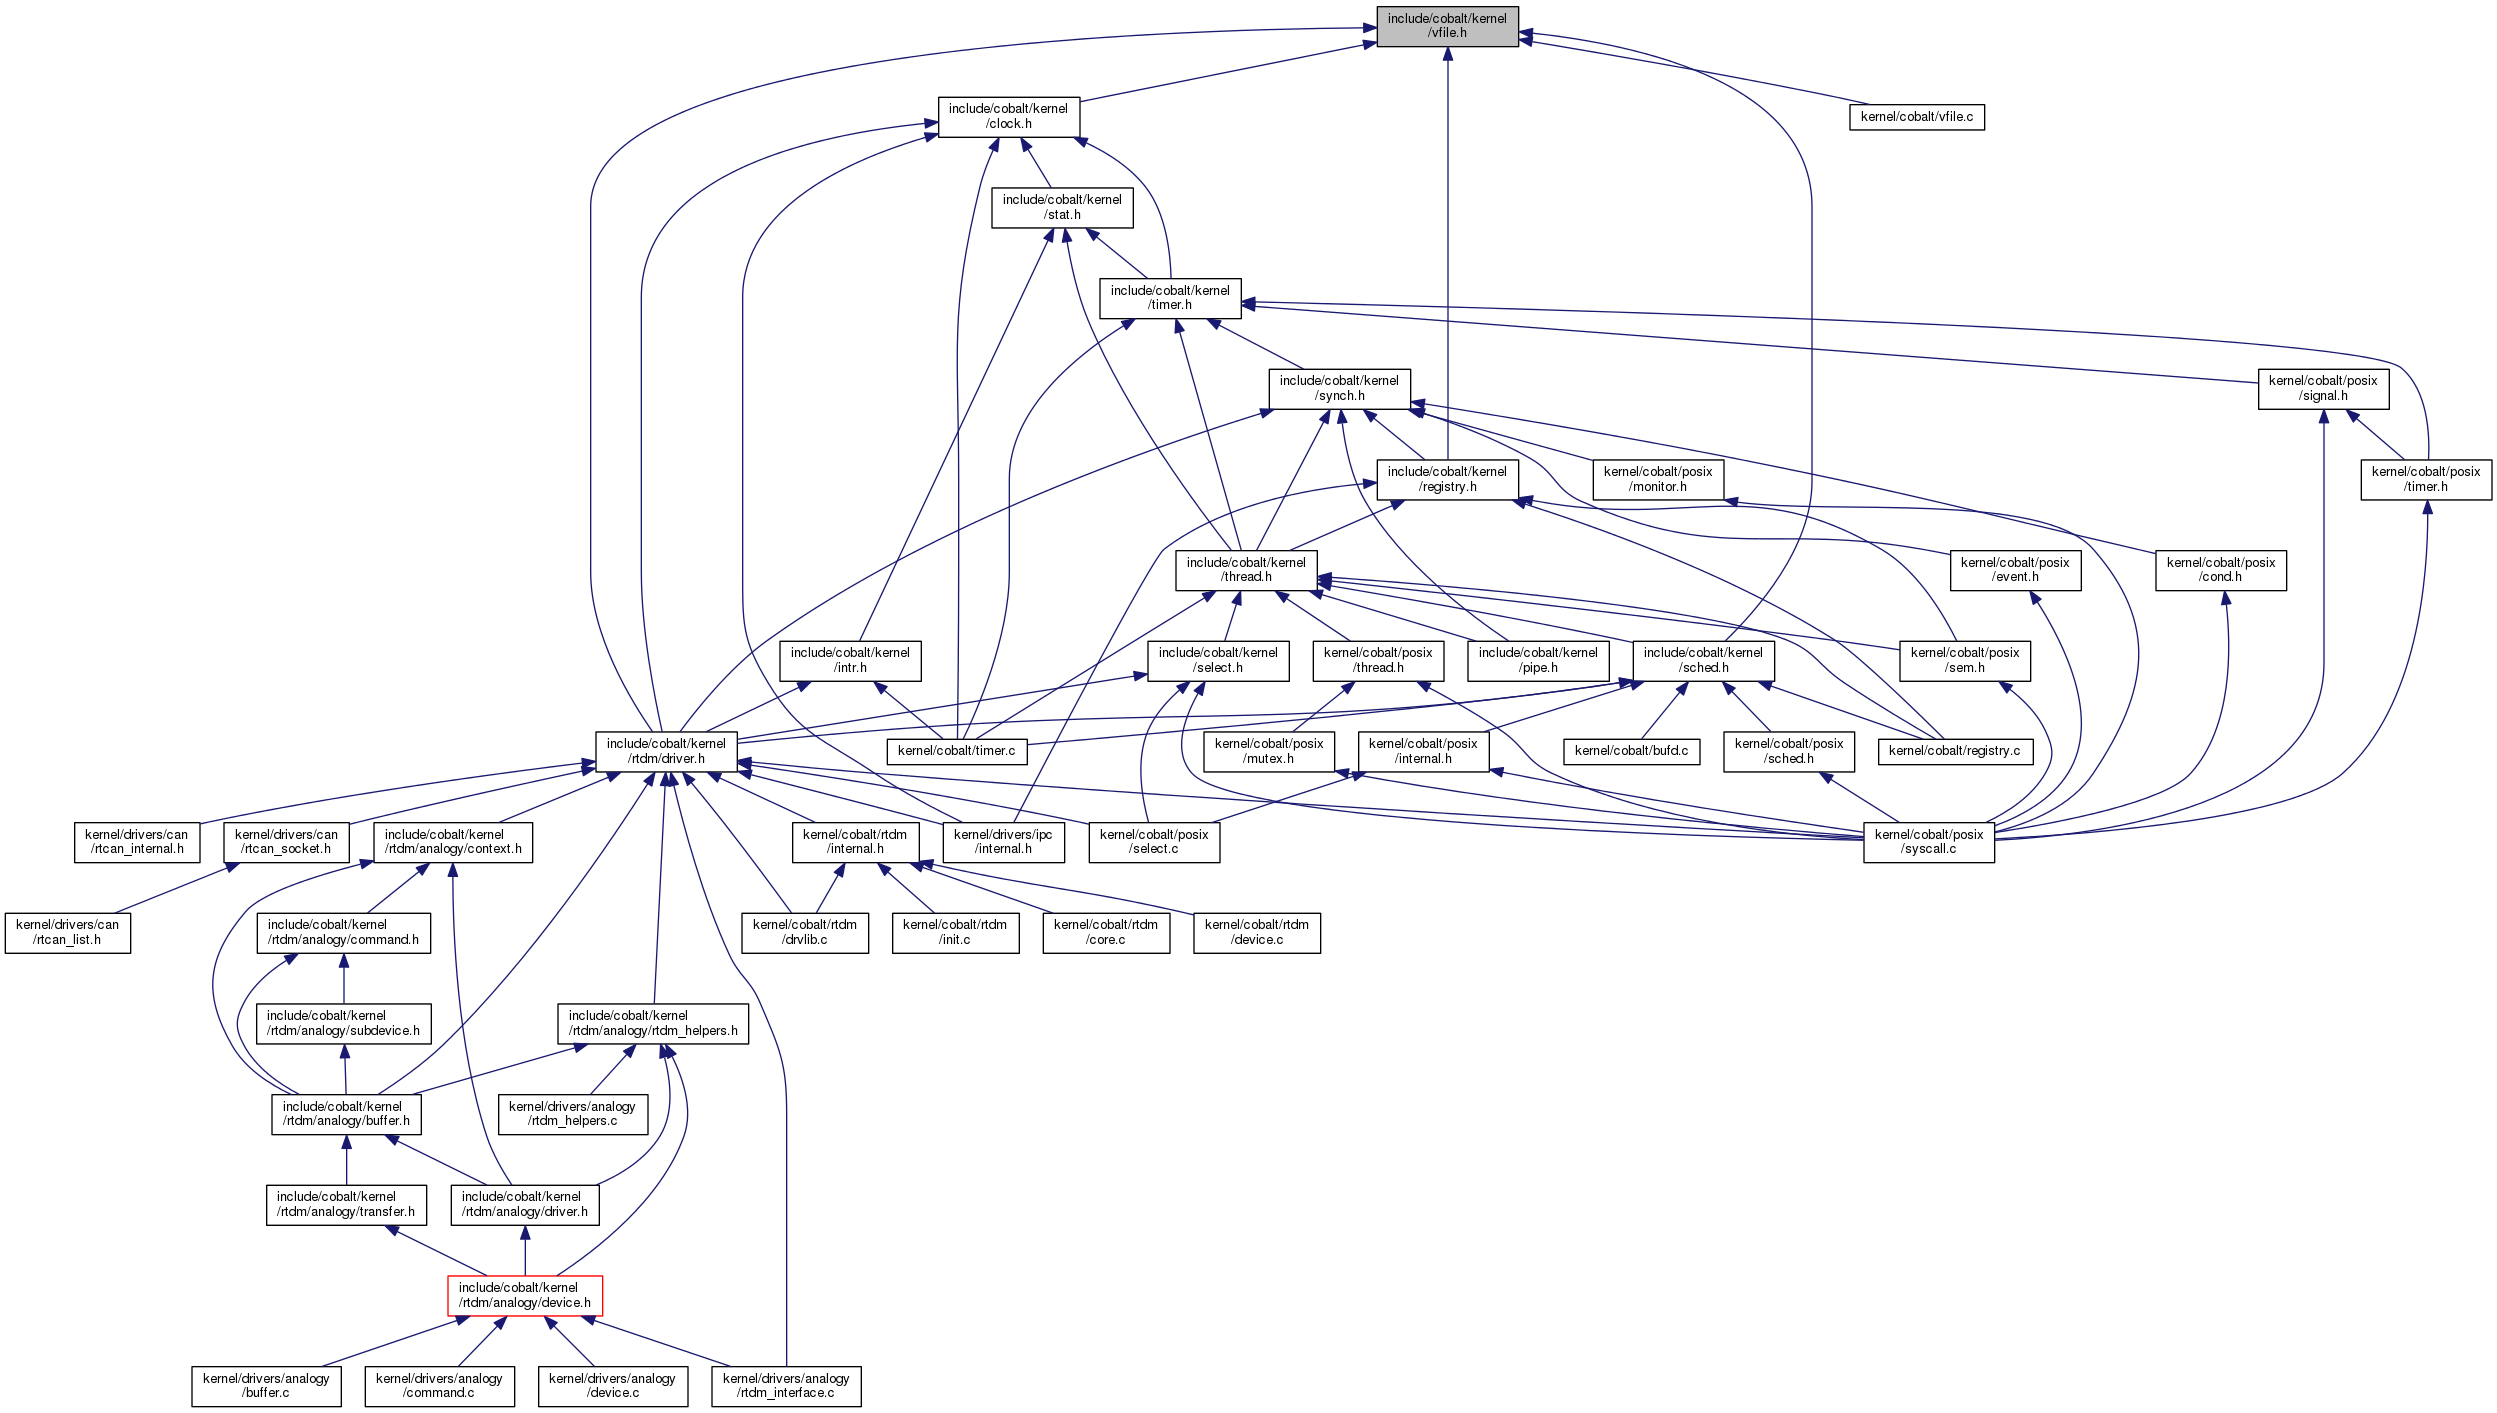 include/cobalt/kernel
/vfile.h
include/cobalt/kernel
/clock.h
kernel/cobalt/vfile.c
include/cobalt/kernel
/stat.h
include/cobalt/kernel
/timer.h
include/cobalt/kernel
/synch.h
kernel/cobalt/posix
/signal.h
include/cobalt/kernel
/registry.h
kernel/cobalt/posix
/monitor.h
kernel/cobalt/posix
/timer.h
include/cobalt/kernel
/thread.h
kernel/cobalt/posix
/event.h
kernel/cobalt/posix
/cond.h
include/cobalt/kernel
/intr.h
include/cobalt/kernel
/select.h
kernel/cobalt/posix
/thread.h
include/cobalt/kernel
/pipe.h
include/cobalt/kernel
/sched.h
kernel/cobalt/posix
/sem.h
include/cobalt/kernel
/rtdm/driver.h
kernel/cobalt/timer.c
kernel/cobalt/posix
/mutex.h
kernel/cobalt/posix
/internal.h
kernel/cobalt/bufd.c
kernel/cobalt/posix
/sched.h
kernel/cobalt/registry.c
kernel/drivers/can
/rtcan_internal.h
kernel/drivers/can
/rtcan_socket.h
include/cobalt/kernel
/rtdm/analogy/context.h
kernel/cobalt/rtdm
/internal.h
kernel/drivers/ipc
/internal.h
kernel/cobalt/posix
/select.c
kernel/cobalt/posix
/syscall.c
kernel/drivers/can
/rtcan_list.h
include/cobalt/kernel
/rtdm/analogy/command.h
kernel/cobalt/rtdm
/drvlib.c
kernel/cobalt/rtdm
/init.c
kernel/cobalt/rtdm
/core.c
kernel/cobalt/rtdm
/device.c
include/cobalt/kernel
/rtdm/analogy/subdevice.h
include/cobalt/kernel
/rtdm/analogy/rtdm_helpers.h
include/cobalt/kernel
/rtdm/analogy/buffer.h
kernel/drivers/analogy
/rtdm_helpers.c
include/cobalt/kernel
/rtdm/analogy/transfer.h
include/cobalt/kernel
/rtdm/analogy/driver.h
include/cobalt/kernel
/rtdm/analogy/device.h
kernel/drivers/analogy
/buffer.c
kernel/drivers/analogy
/command.c
kernel/drivers/analogy
/device.c
kernel/drivers/analogy
/rtdm_interface.c